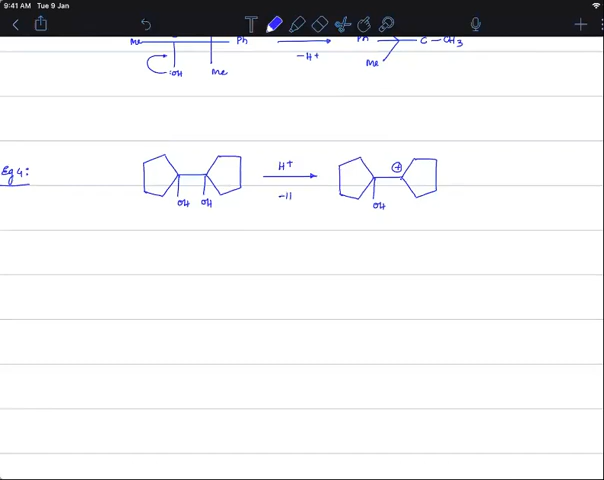 9:41 AM Tue 9 Jan
Me Ph Ph C - CH3
-H+
:OH Me Me
Eg 4:
H+ ⊕
-H
OH OH OH